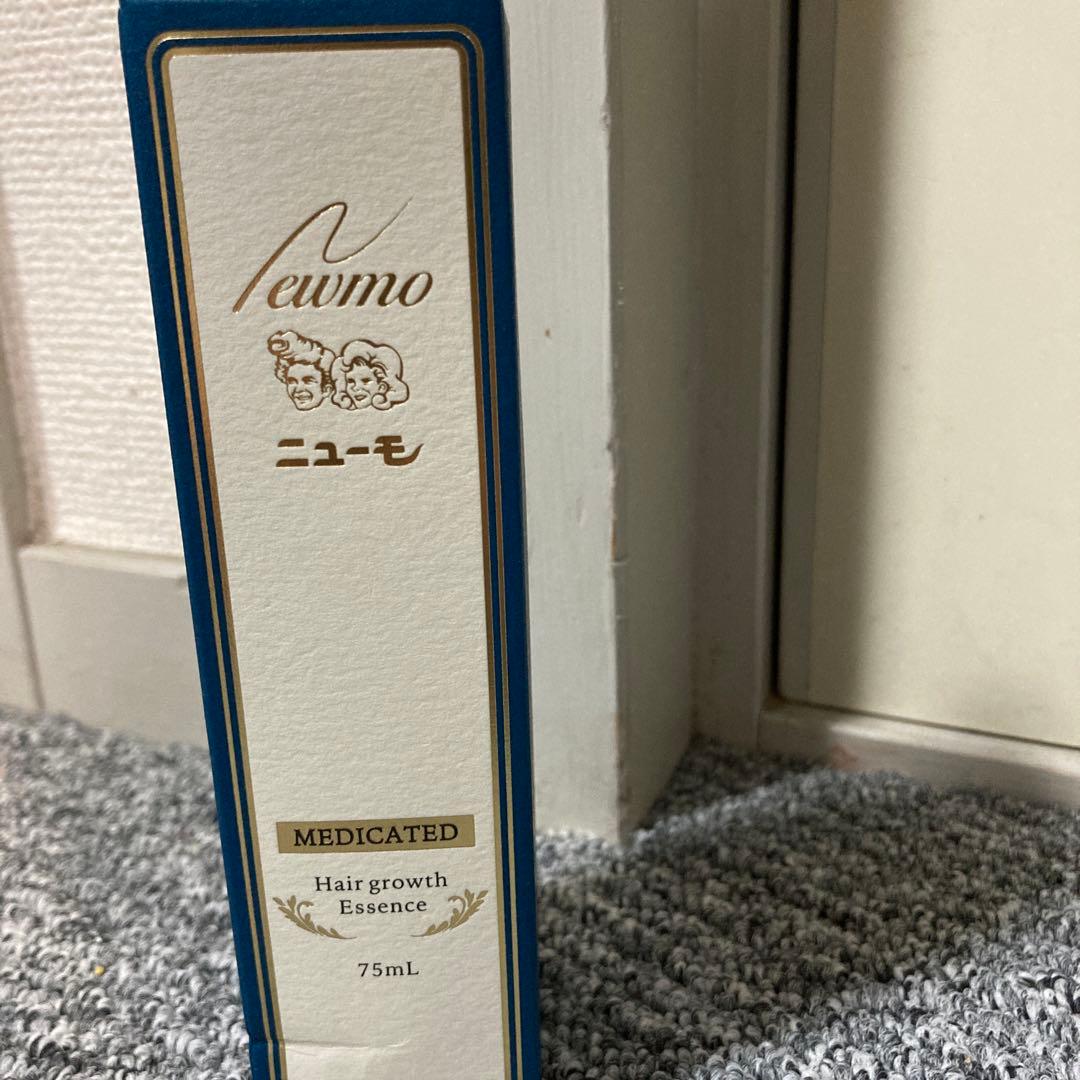 Newmo
ニューモ
MEDICATED
Hair growth
Essence
75mL